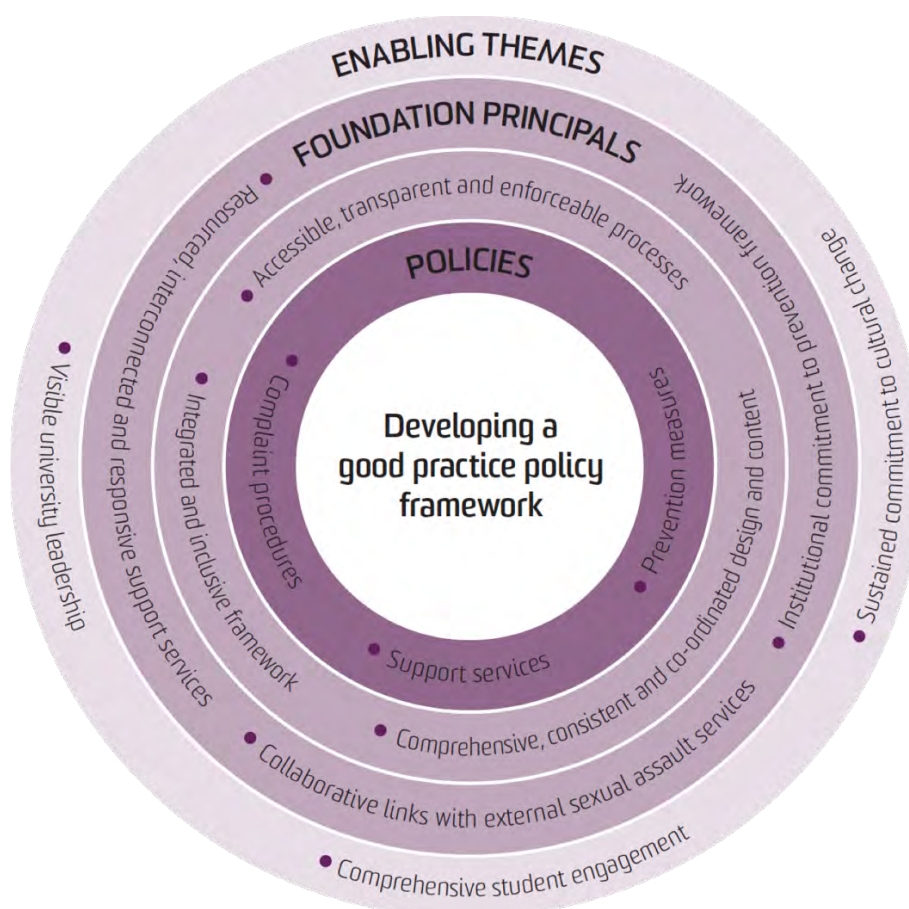 ENABLING THEMES
FOUNDATION PRINCIPALS
• Accessible, transparent and enforceable processes
POLICIES
• Resourced, interconnected and responsive support services
• Institutional commitment to prevention framework
• Sustained commitment to cultural change
• Visible university leadership
• Integrated and inclusive framework
• Complaint procedures
Developing a
good practice policy
framework
• Prevention measures
• Support services
• Comprehensive, consistent and co-ordinated design and content
• Collaborative links with external sexual assault services
• Comprehensive student engagement